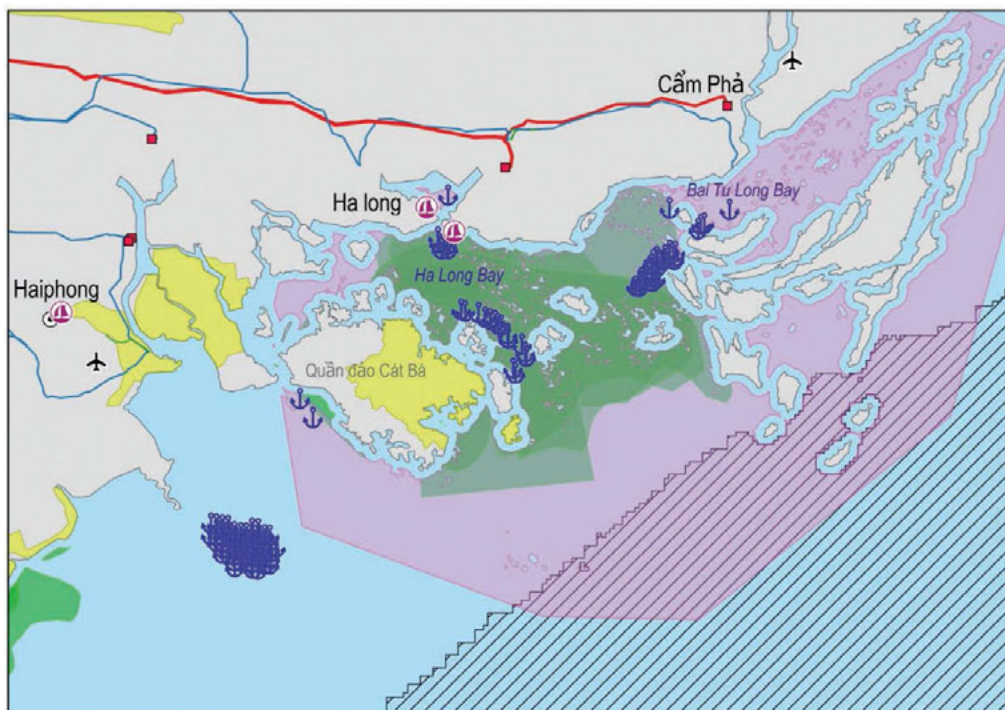 Cẩm Phả
Bai Tu Long Bay
Ha long
Ha Long Bay
Haiphong
Quần đảo Cát Bà